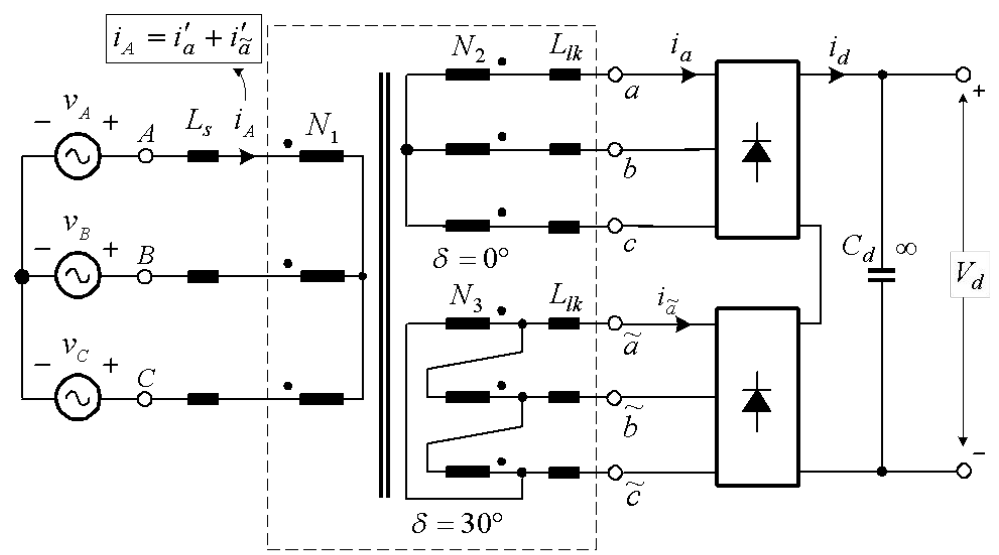 i_A = i'_a + i'_ã
N_2
L_lk
i_a
i_d
a
+
v_A
− +
A
L_s
i_A
N_1
b
v_B
− +
B
c
δ = 0°
C_d
∞
V_d
N_3
L_lk
i_ã
ã
v_C
− +
C
b̃
c̃
−
δ = 30°